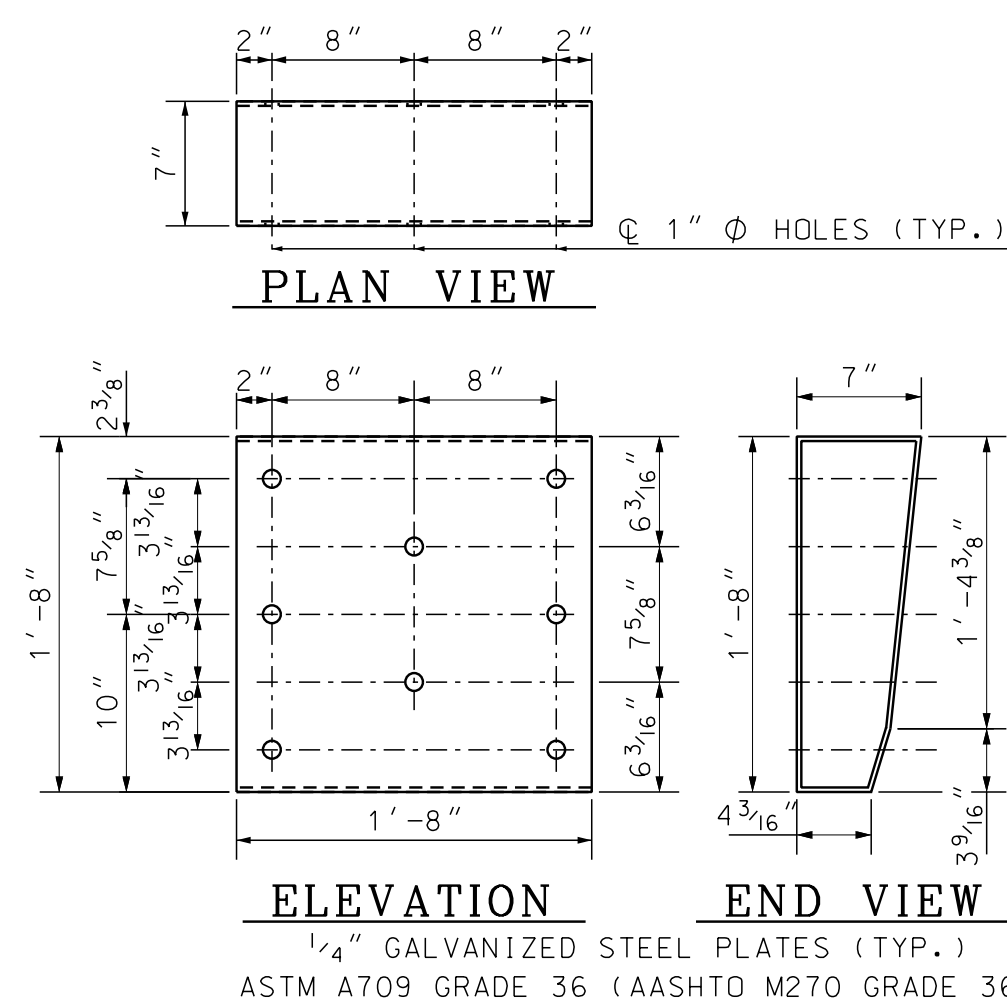 2" 8" 8" 2"
7"
℄ 1" Ø HOLES (TYP.)
PLAN VIEW
2 3/8"
2" 8" 8"
7"
1'-8"
7 5/8"
10"
3 13/16"
3 13/16"
3 13/16"
3 13/16"
6 3/16"
7 5/8"
6 3/16"
1'-8"
1'-8"
1'-4 3/8"
3 9/16"
4 3/16"
ELEVATION
END VIEW
1/4" GALVANIZED STEEL PLATES (TYP.)
ASTM A709 GRADE 36 (AASHTO M270 GRADE 36